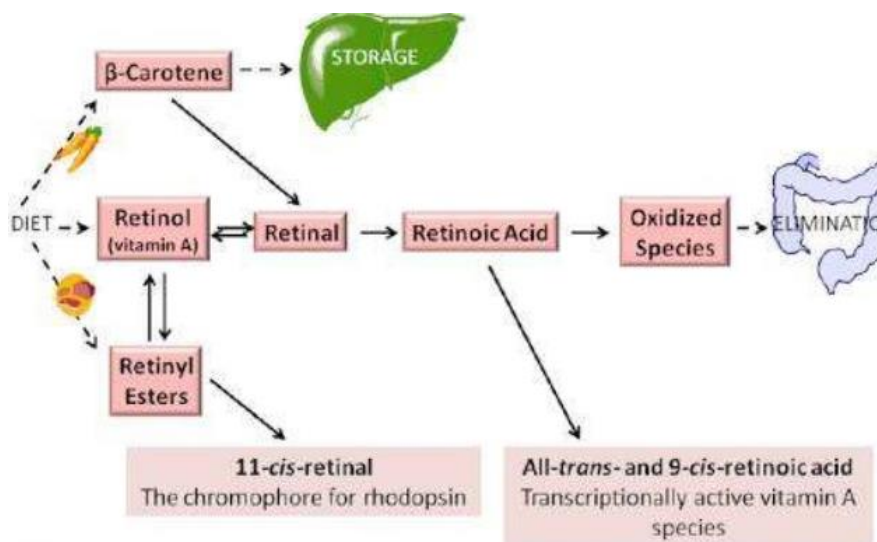 STORAGE
β-Carotene
DIET
Retinol
(vitamin A)
Retinal
Retinoic Acid
Oxidized
Species
ELIMINATIO
Retinyl
Esters
11-cis-retinal
The chromophore for rhodopsin
All-trans- and 9-cis-retinoic acid
Transcriptionally active vitamin A
species